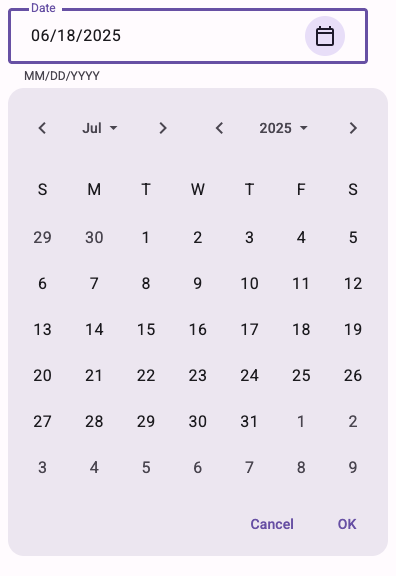 Date
06/18/2025
MM/DD/YYYY
Jul 2025
S M T W T F S
29 30 1 2 3 4 5
6 7 8 9 10 11 12
13 14 15 16 17 18 19
20 21 22 23 24 25 26
27 28 29 30 31 1 2
3 4 5 6 7 8 9
Cancel OK